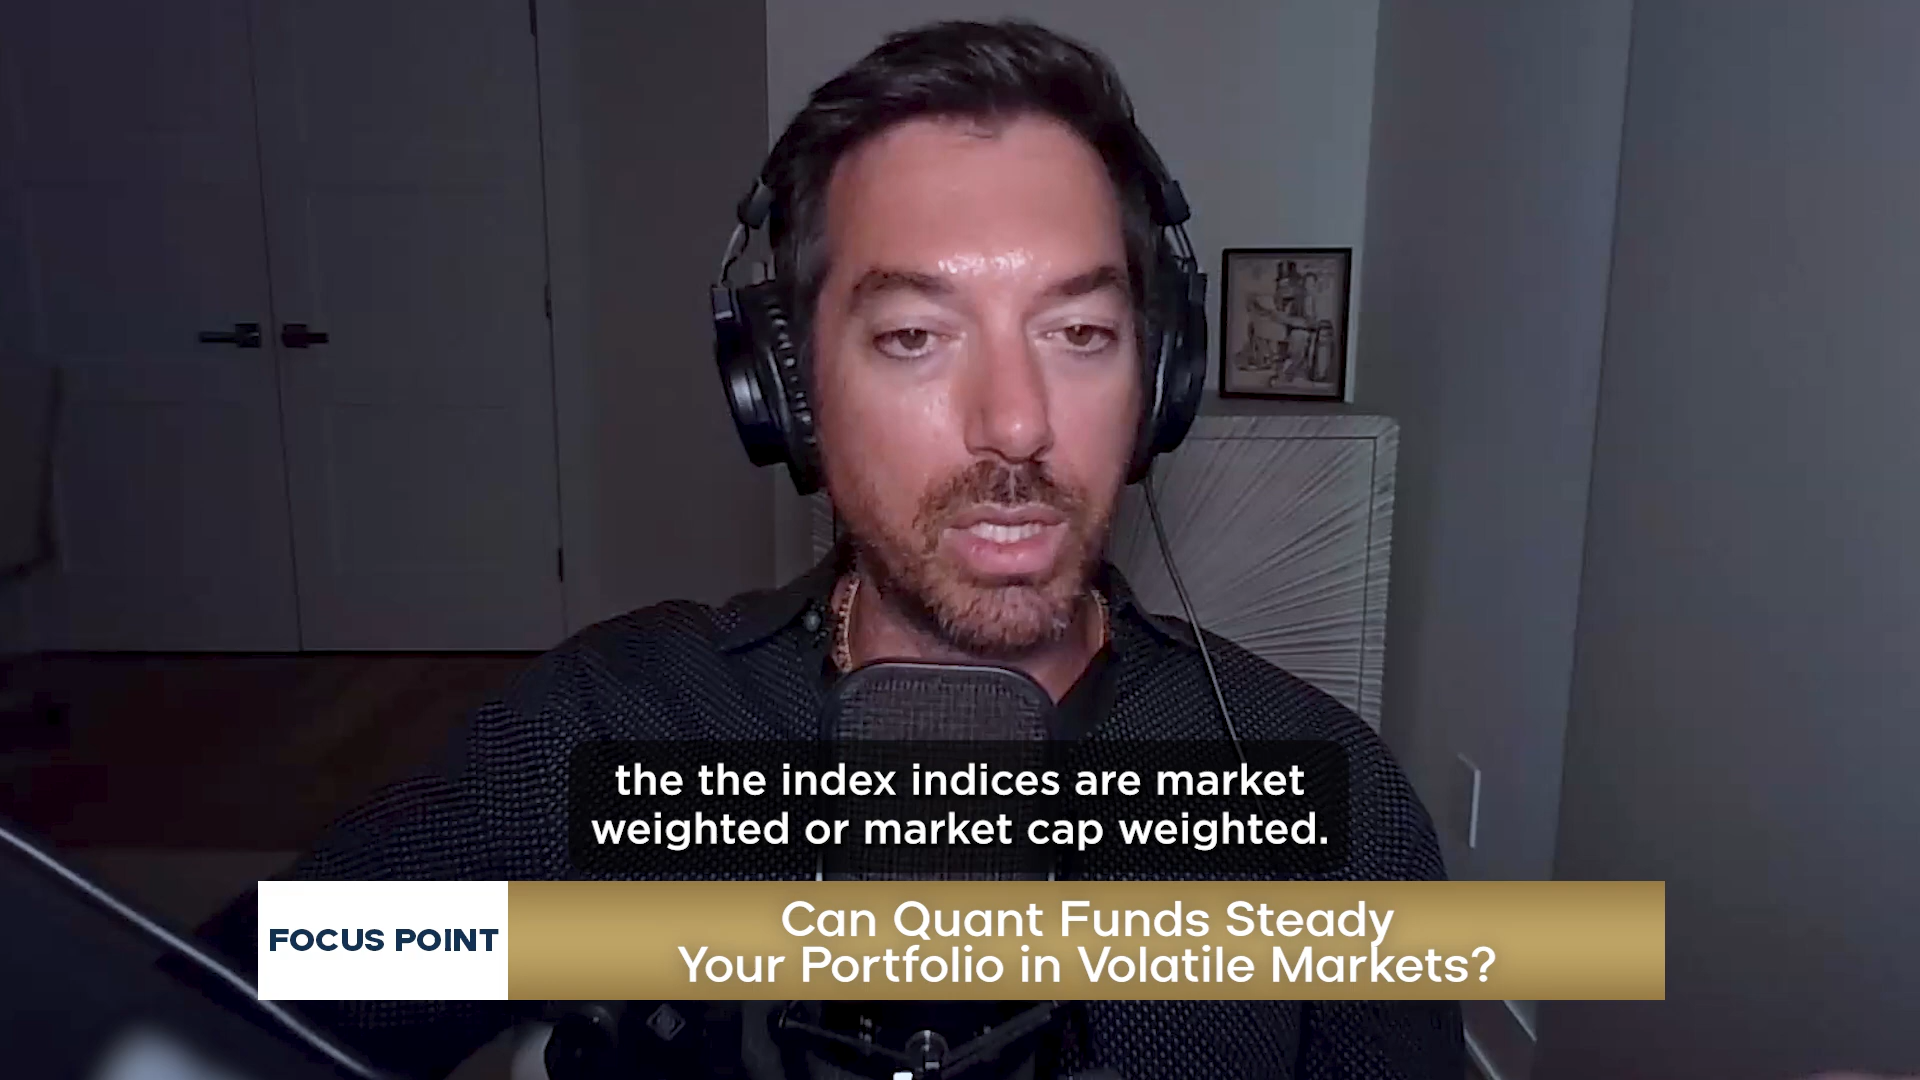 the the index indices are market
weighted or market cap weighted.
FOCUS POINT
Can Quant Funds Steady
Your Portfolio in Volatile Markets?